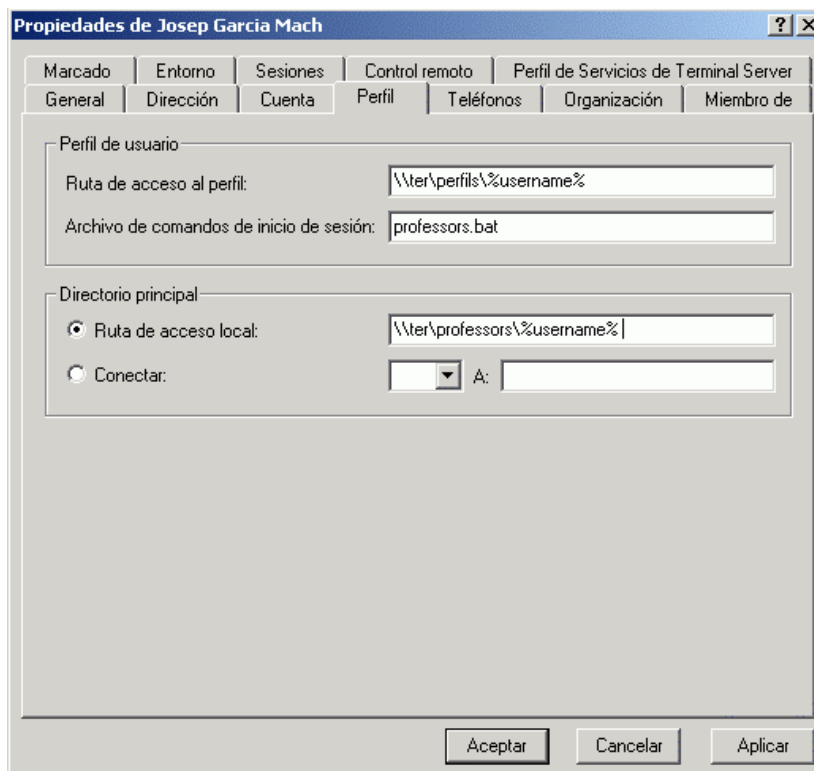 Propiedades de Josep Garcia Mach
Marcado Entorno Sesiones Control remoto Perfil de Servicios de Terminal Server
General Dirección Cuenta Perfil Teléfonos Organización Miembro de
Perfil de usuario
Ruta de acceso al perfil: \\ter\perfils\%username%
Archivo de comandos de inicio de sesión: professors.bat
Directorio principal
Ruta de acceso local: \\ter\professors\%username%
Conectar: A:
Aceptar Cancelar Aplicar